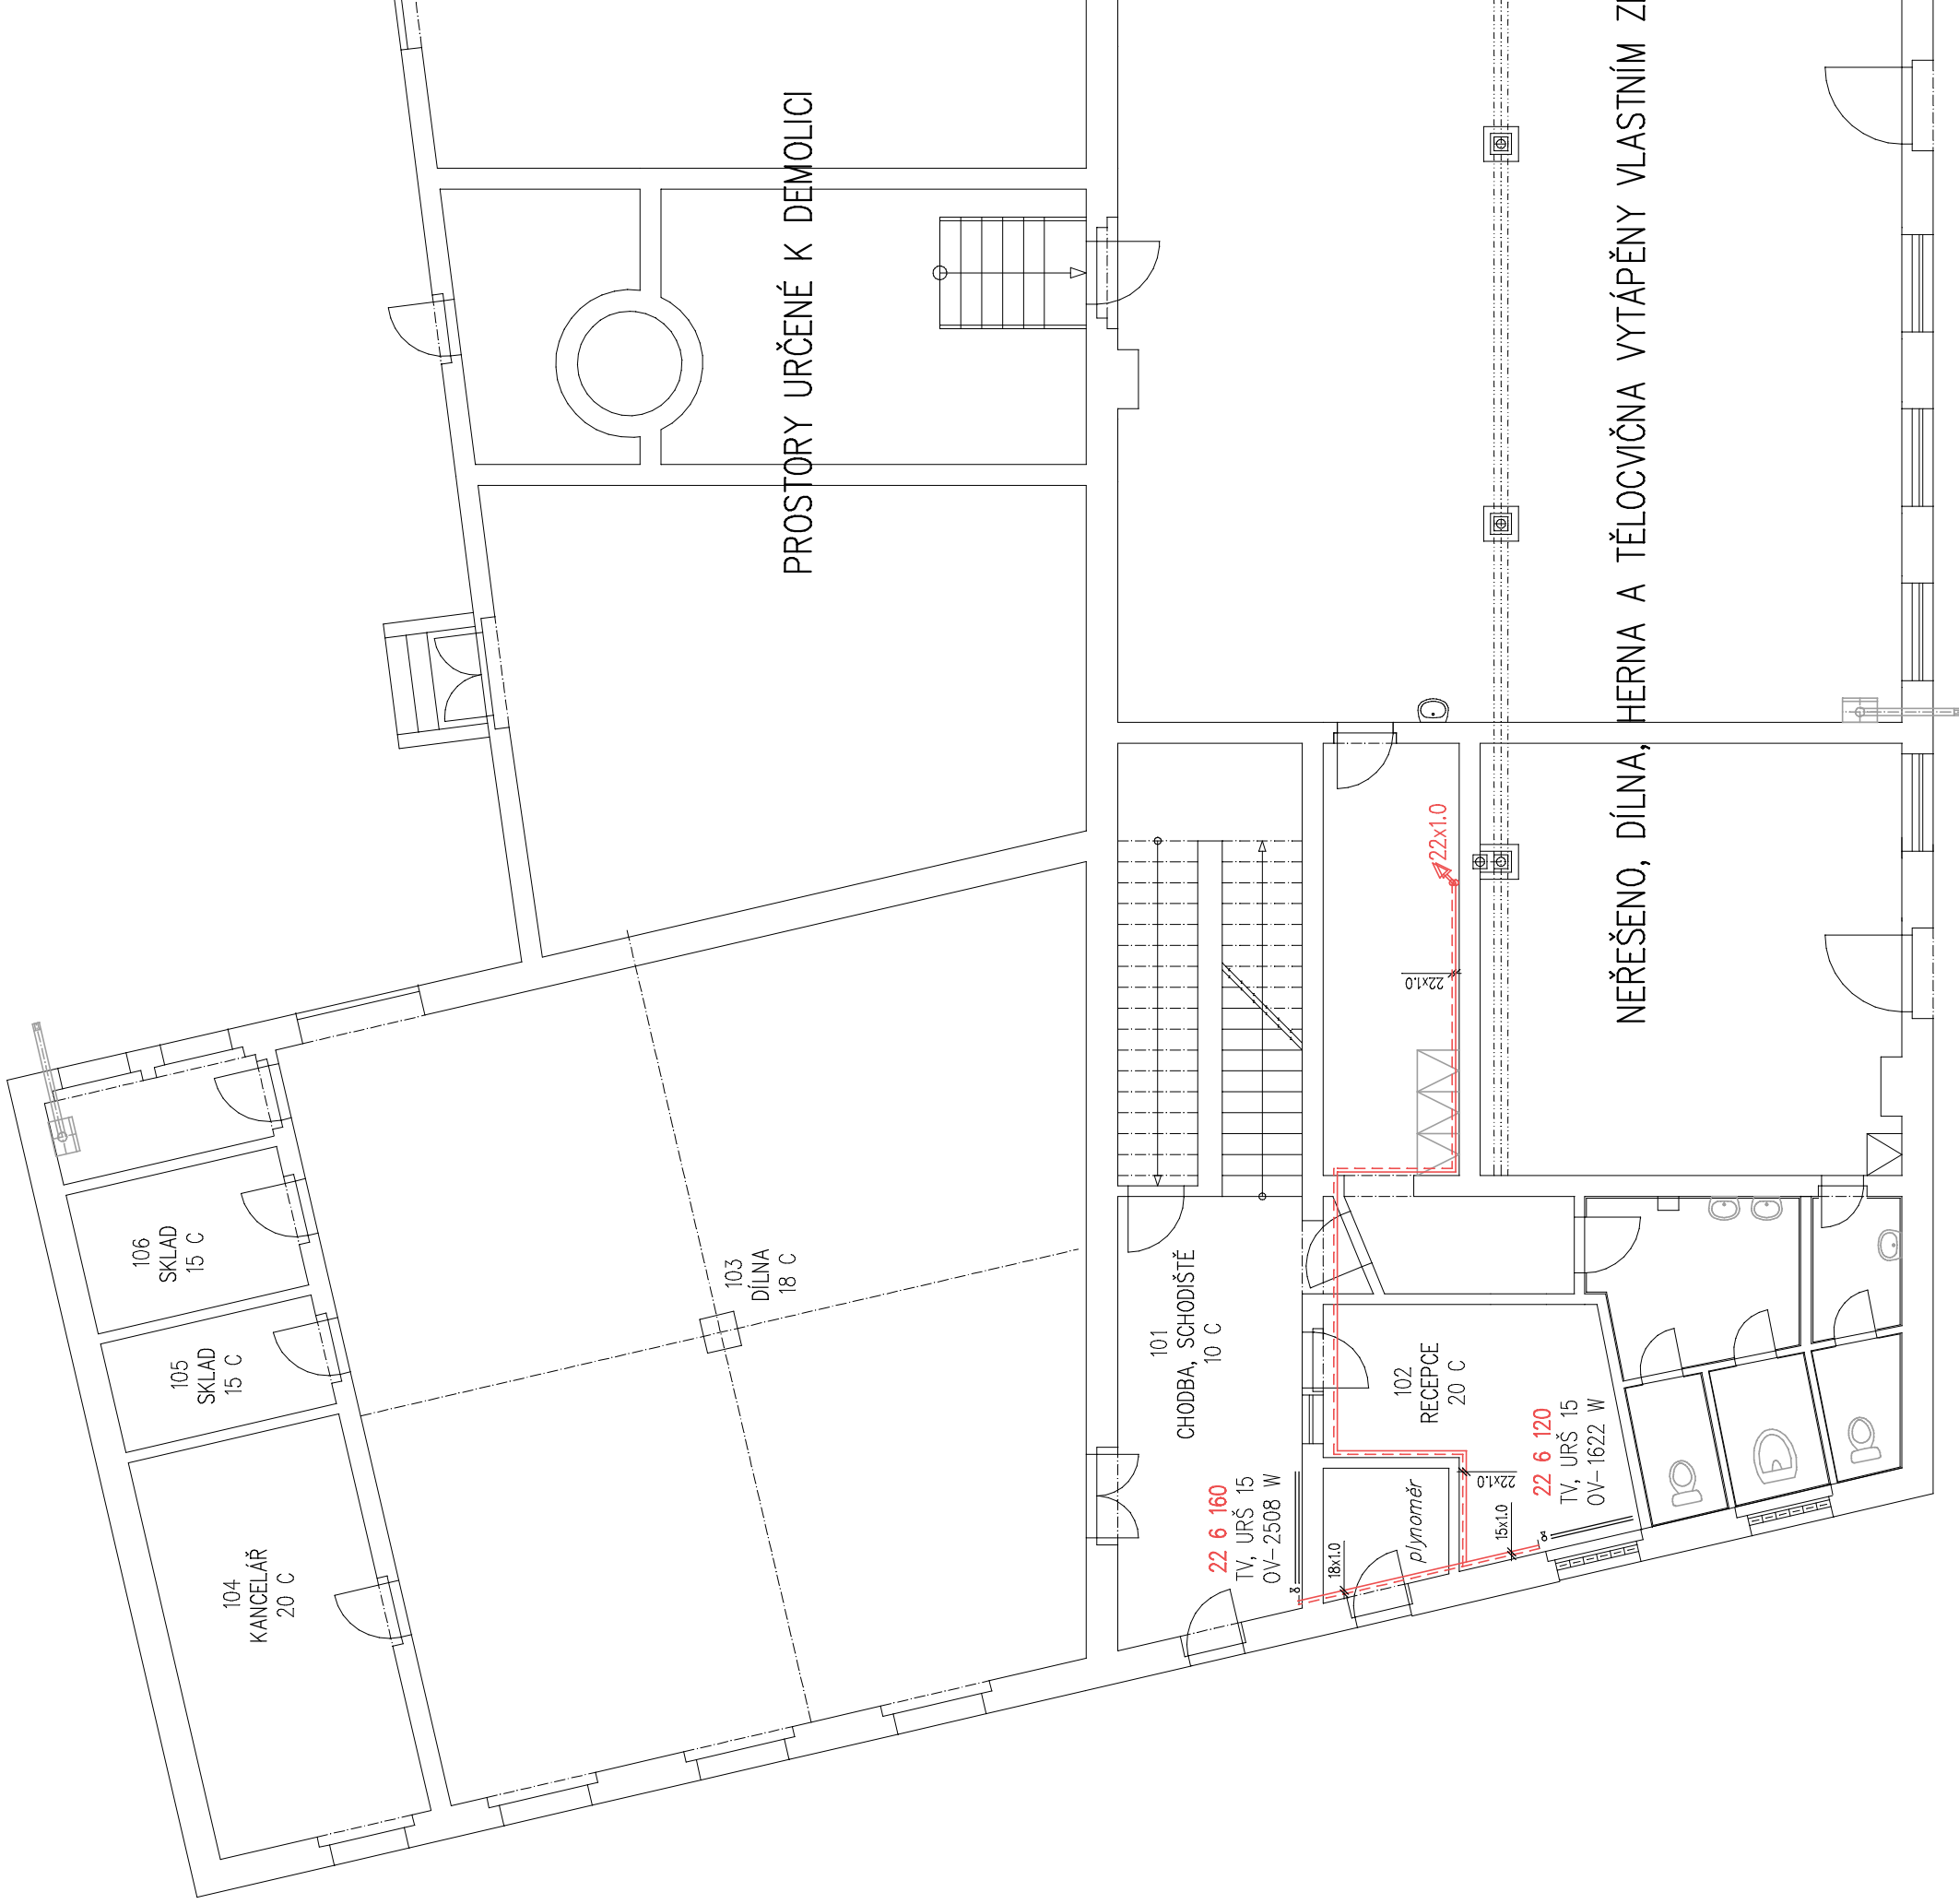 PROSTORY URČENÉ K DEMOLICI
NEŘEŠENO, DÍLNA, HERNA A TĚLOCVIČNA VYTÁPĚNY VLASTNÍM
106
SKLAD
15 C
105
SKLAD
15 C
104
KANCELÁŘ
20 C
103
DÍLNA
18 C
101
CHODBA, SCHODIŠTĚ
10 C
22 6 160
TV, URŠ 15
OV-2508 W
102
RECEPCE
20 C
22 6 120
TV, URŠ 15
OV-1622 W
plynoměr
18x1.0
15x1.0
22x1.0
22x1.0
22x1.0